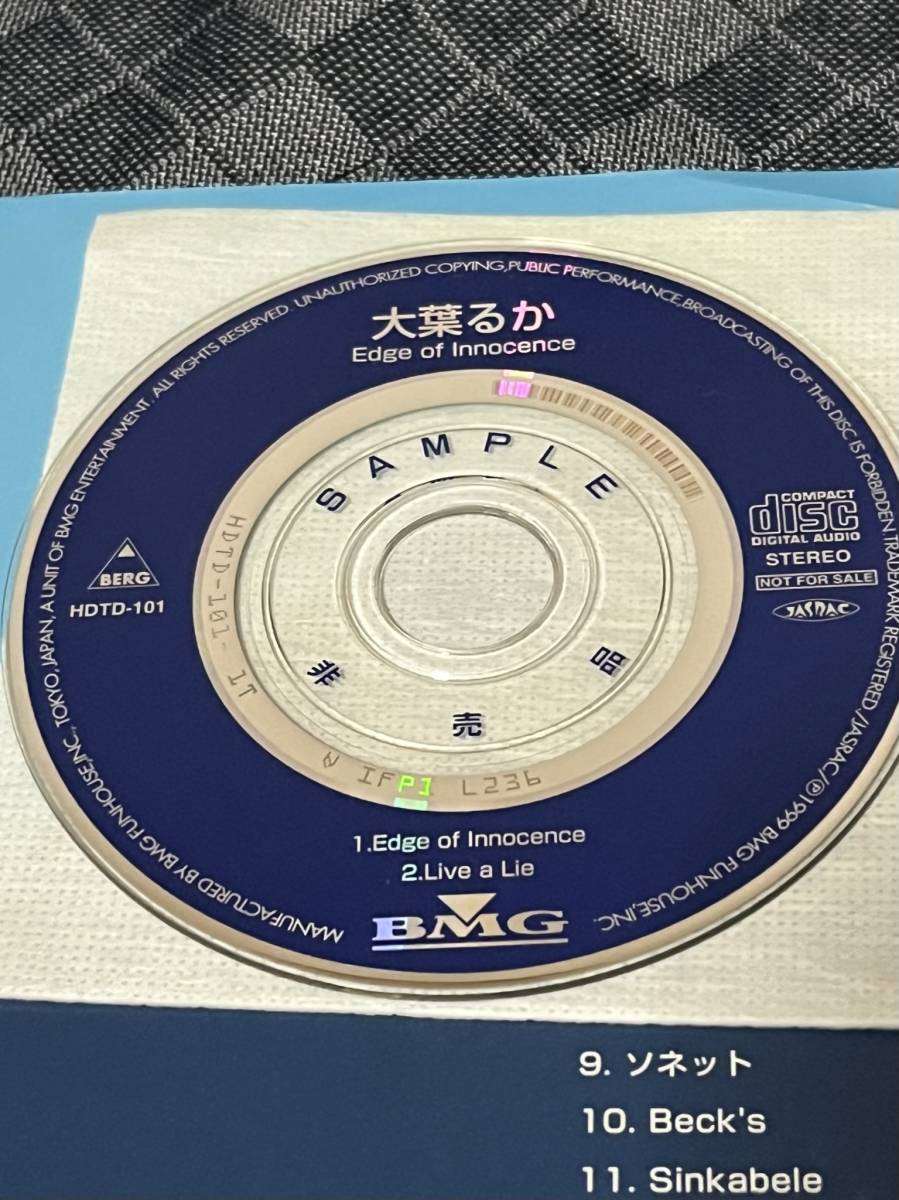 MANUFACTURED BY BMG FUNHOUSE,INC., TOKYO, JAPAN, A UNIT OF BMG ENTERTAINMENT. ALL RIGHTS RESERVED. UNAUTHORIZED COPYING,PUBLIC PERFORMANCE,BROADCASTING OF THIS DISC IS FORBIDDEN. TRADEMARK REGISTERED./JASRAC/Ⓟ1999 BMG FUNHOUSE,INC.
大葉るか
Edge of Innocence
SAMPLE
COMPACT
disc
DIGITAL AUDIO
STEREO
NOT FOR SALE
JASRAC
BERG
HDTD-101
HDTD-101- 1T
非売品
IFPI L236
1.Edge of Innocence
2.Live a Lie
BMG
9. ソネット
10. Beck's
11. Sinkabele